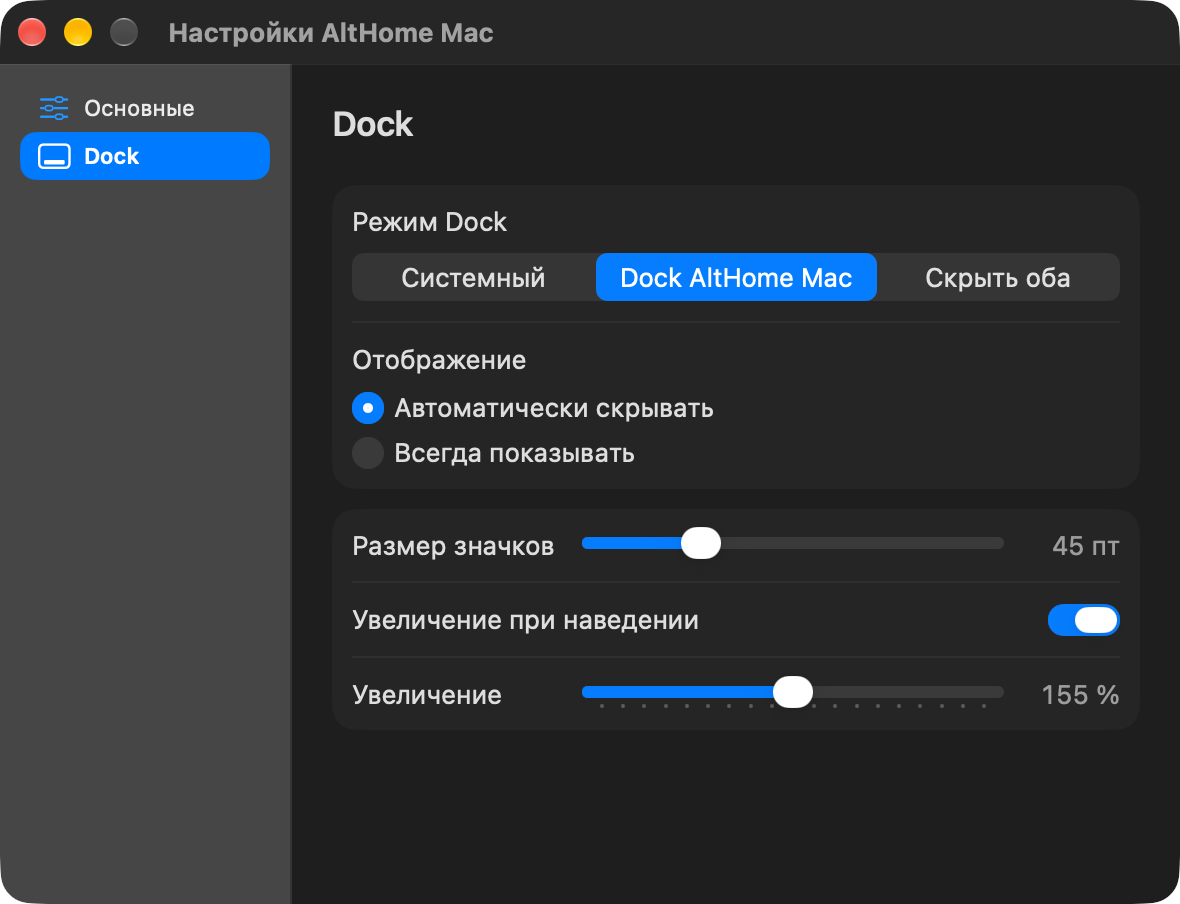 Настройки AltHome Mac
Основные
Dock
Dock
Режим Dock
Системный
Dock AltHome Mac
Скрыть оба
Отображение
Автоматически скрывать
Всегда показывать
Размер значков
45 пт
Увеличение при наведении
Увеличение
155 %